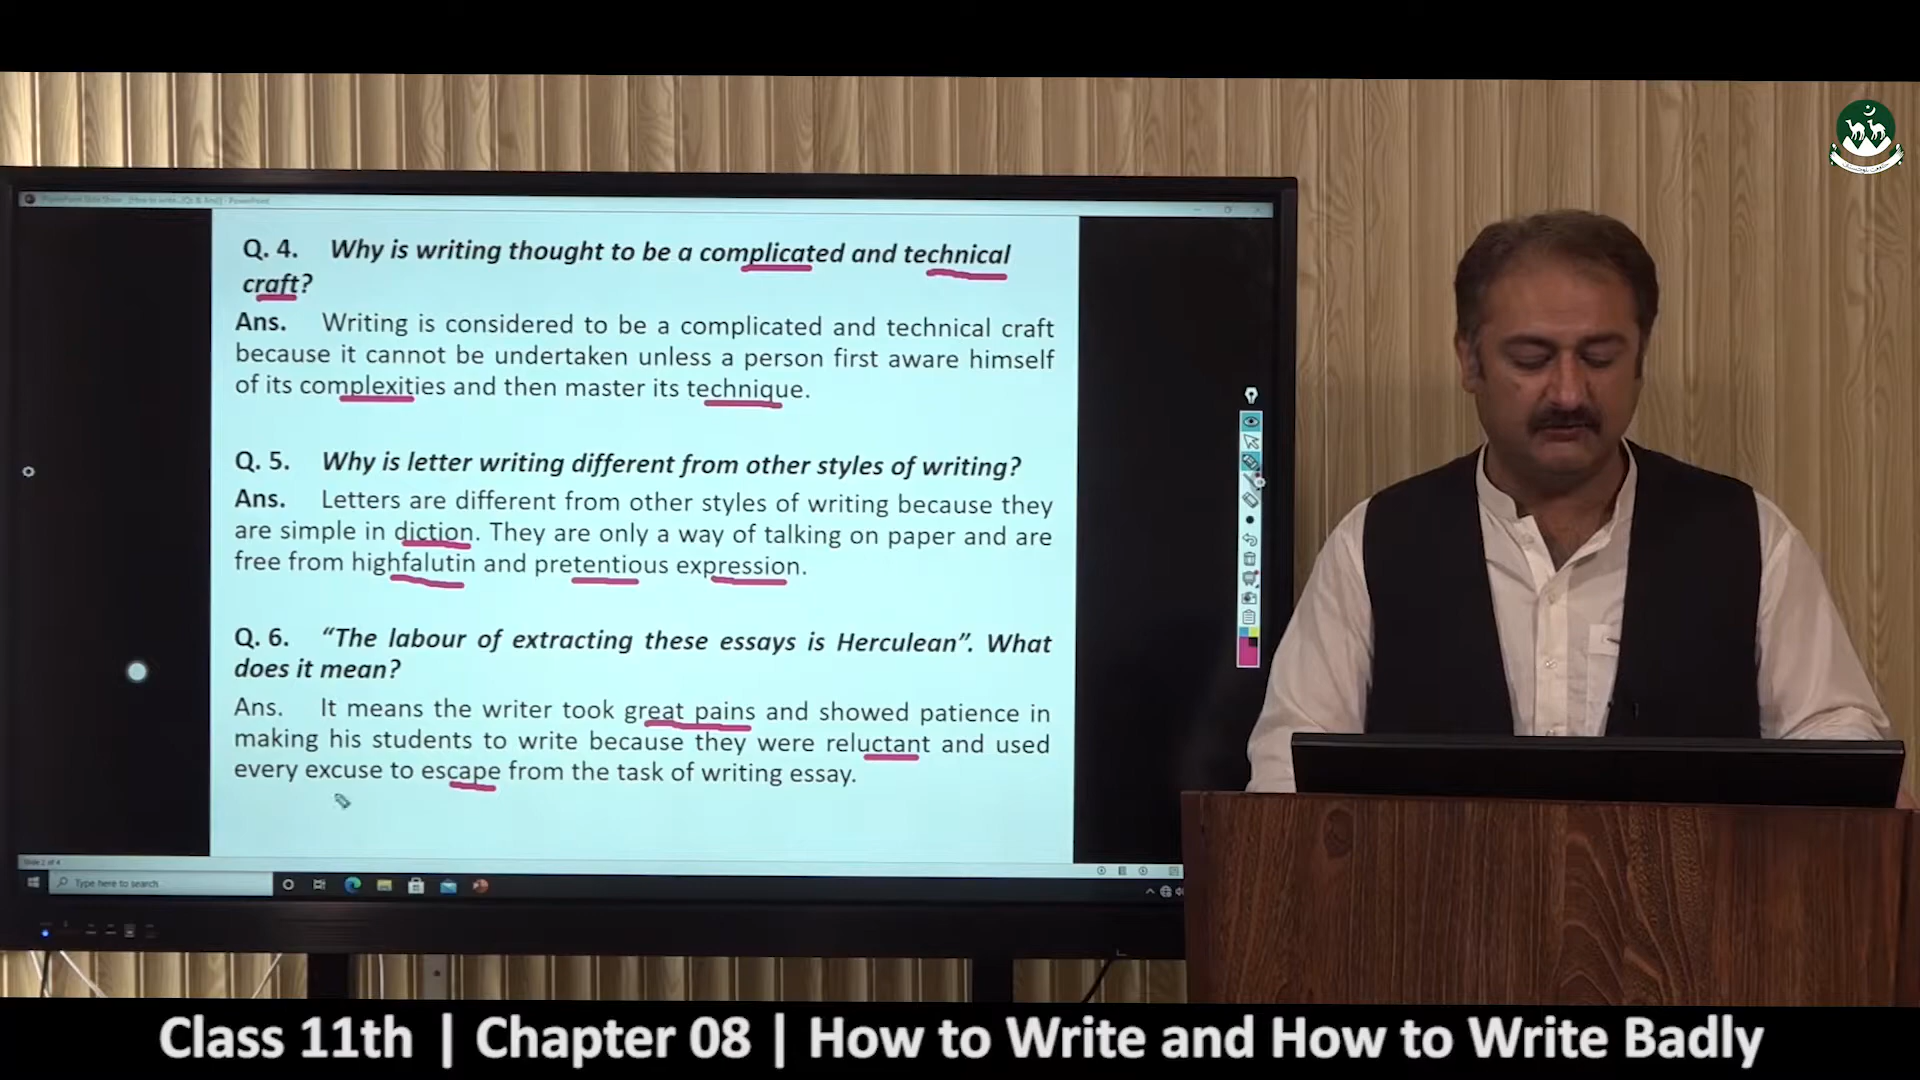 Q. 4. Why is writing thought to be a complicated and technical
craft?
Ans. Writing is considered to be a complicated and technical craft
because it cannot be undertaken unless a person first aware himself
of its complexities and then master its technique.
Q. 5. Why is letter writing different from other styles of writing?
Ans. Letters are different from other styles of writing because they
are simple in diction. They are only a way of talking on paper and are
free from highfalutin and pretentious expression.
Q. 6. “The labour of extracting these essays is Herculean”. What
does it mean?
Ans. It means the writer took great pains and showed patience in
making his students to write because they were reluctant and used
every excuse to escape from the task of writing essay.
Type here to search
Class 11th | Chapter 08 | How to Write and How to Write Badly